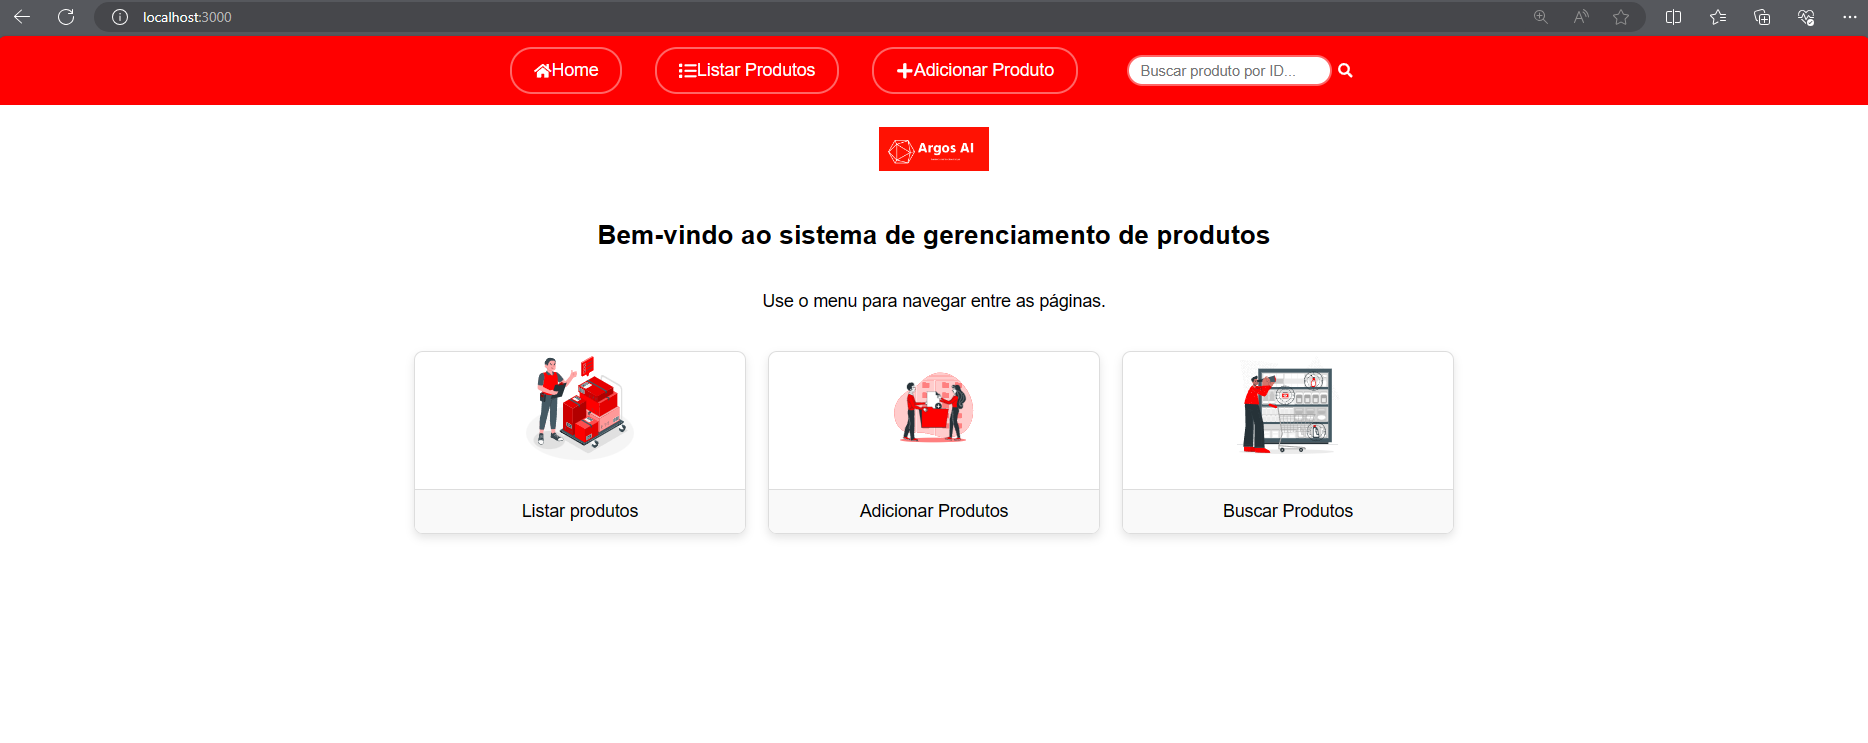 localhost:3000
Home
Listar Produtos
Adicionar Produto
Buscar produto por ID...
Argos AI
Bem-vindo ao sistema de gerenciamento de produtos
Use o menu para navegar entre as páginas.
Listar produtos
Adicionar Produtos
Buscar Produtos